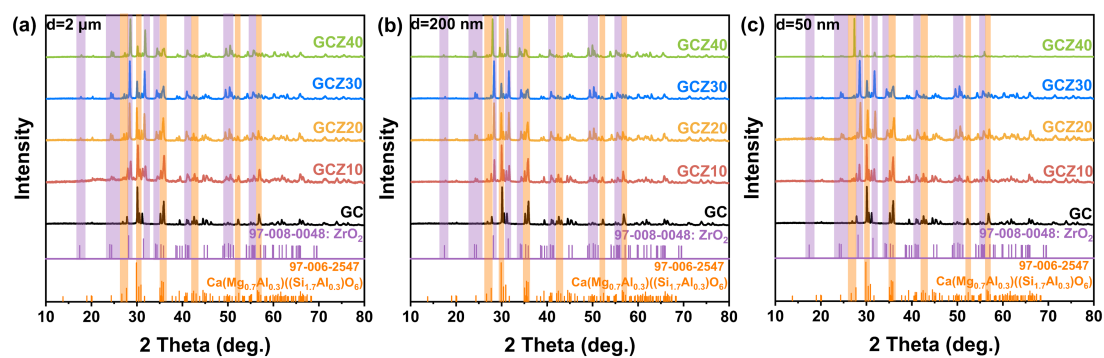 (a) d=2 μm
GCZ40
GCZ30
GCZ20
GCZ10
GC
97-008-0048: ZrO₂
97-006-2547
Ca(Mg₀.₇Al₀.₃)((Si₁.₇Al₀.₃)O₆)
Intensity
10 20 30 40 50 60 70 80
2 Theta (deg.)
(b) d=200 nm
GCZ40
GCZ30
GCZ20
GCZ10
GC
97-008-0048: ZrO₂
97-006-2547
Ca(Mg₀.₇Al₀.₃)((Si₁.₇Al₀.₃)O₆)
Intensity
10 20 30 40 50 60 70 80
2 Theta (deg.)
(c) d=50 nm
GCZ40
GCZ30
GCZ20
GCZ10
GC
97-008-0048: ZrO₂
97-006-2547
Ca(Mg₀.₇Al₀.₃)((Si₁.₇Al₀.₃)O₆)
Intensity
10 20 30 40 50 60 70 80
2 Theta (deg.)